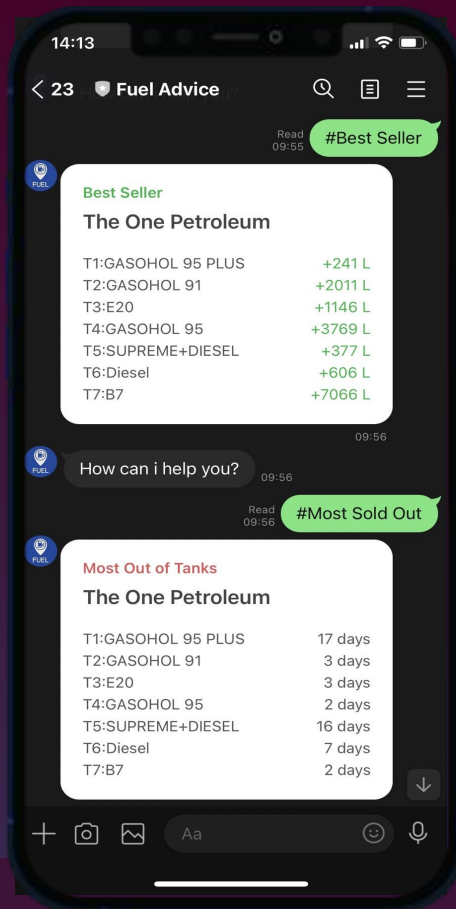 14:13
< 23 Fuel Advice
Read
09:55
#Best Seller
FUEL
Best Seller
The One Petroleum
T1:GASOHOL 95 PLUS +241 L
T2:GASOHOL 91 +2011 L
T3:E20 +1146 L
T4:GASOHOL 95 +3769 L
T5:SUPREME+DIESEL +377 L
T6:Diesel +606 L
T7:B7 +7066 L
09:56
FUEL
How can i help you?
09:56
Read
09:56
#Most Sold Out
FUEL
Most Out of Tanks
The One Petroleum
T1:GASOHOL 95 PLUS 17 days
T2:GASOHOL 91 3 days
T3:E20 3 days
T4:GASOHOL 95 2 days
T5:SUPREME+DIESEL 16 days
T6:Diesel 7 days
T7:B7 2 days
Aa